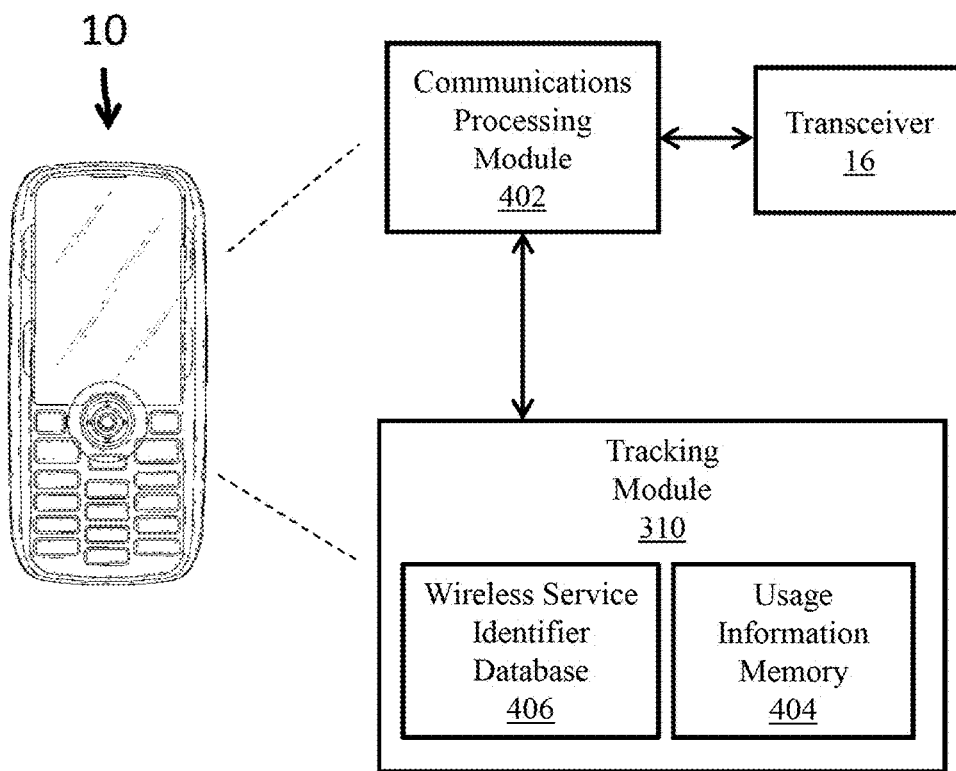 10
Communications
Processing
Module
402
Transceiver
16
Tracking
Module
310
Wireless Service
Identifier
Database
406
Usage
Information
Memory
404